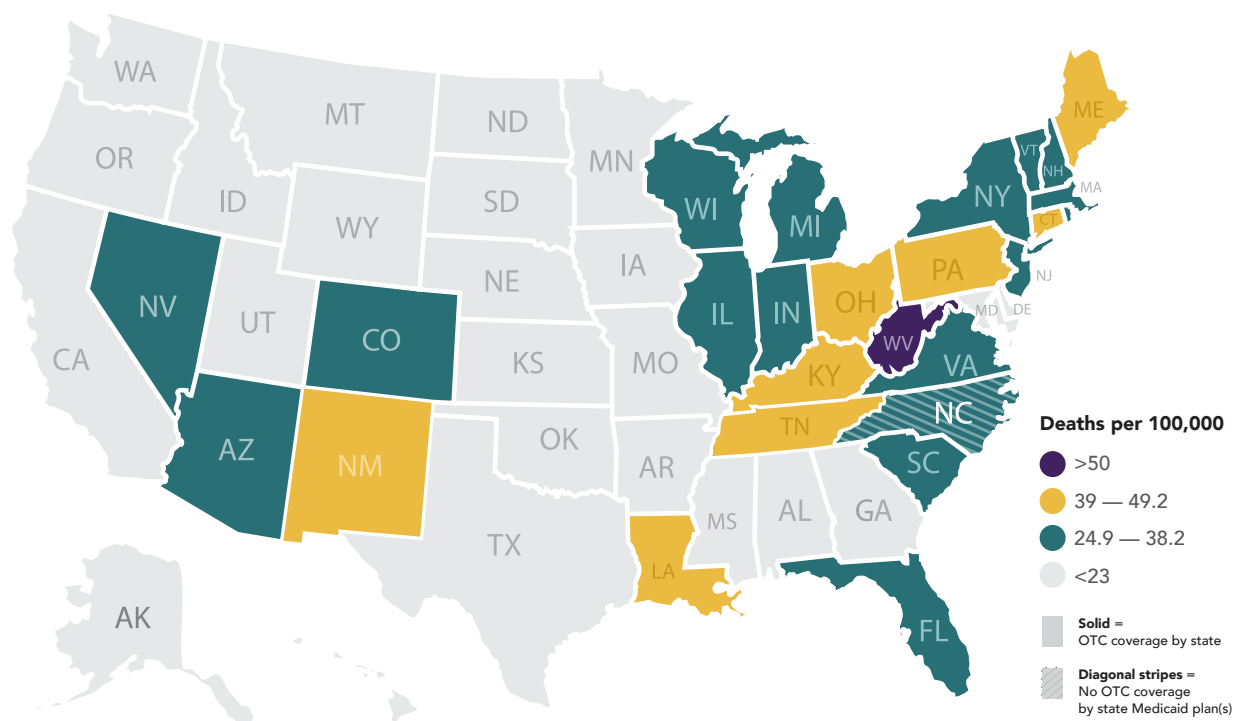 WA
MT
ND
MN
OR
ID
SD
WY
WI
MI
NY
VT
NH
ME
MA
CT
IA
NE
PA
NJ
NV
UT
CO
IL
IN
OH
MD
DE
CA
KS
MO
WV
VA
KY
AZ
NM
OK
AR
TN
NC
SC
TX
LA
MS
AL
GA
AK
FL
Deaths per 100,000
>50
39 — 49.2
24.9 — 38.2
<23
Solid =
OTC coverage by state
Diagonal stripes =
No OTC coverage
by state Medicaid plan(s)